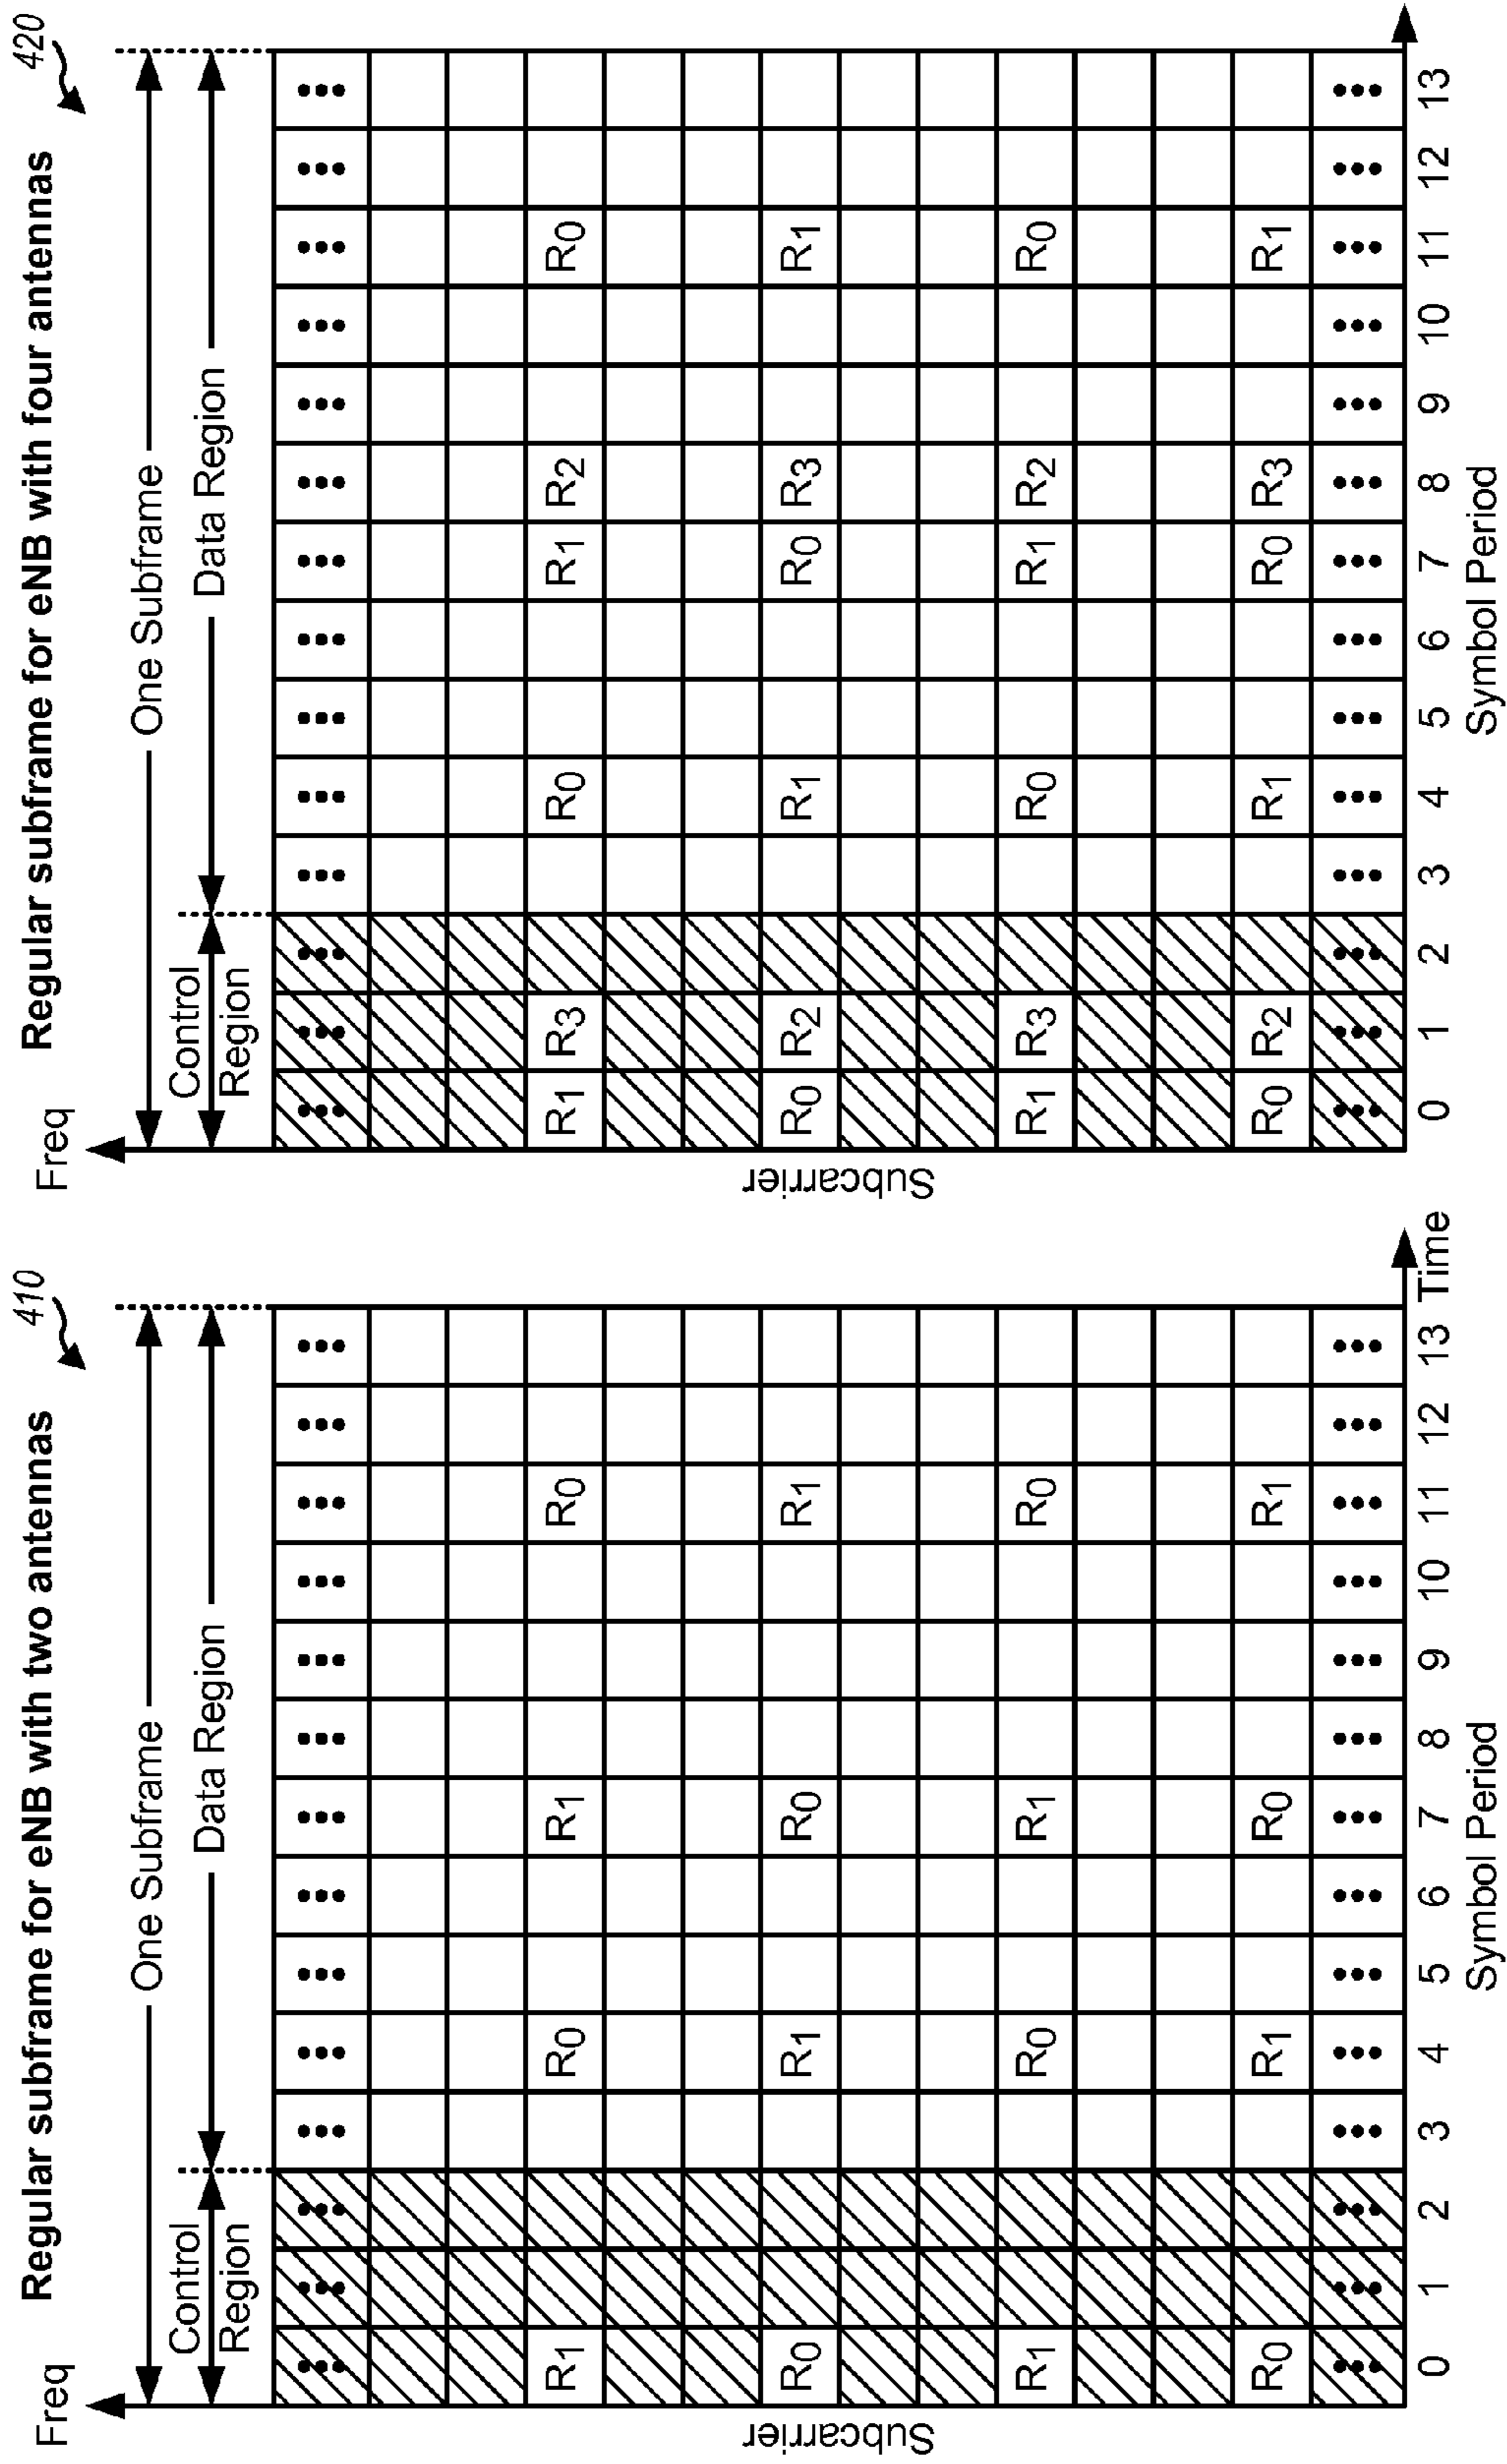 Regular subframe for eNB with two antennas
410
Freq
One Subframe
Control
Region
Data Region
Subcarrier
R1 R0 R1 R0
R0 R1 R0 R1
R1 R0 R1 R0
R0 R1 R0 R1
0 1 2 3 4 5 6 7 8 9 10 11 12 13 Time
Symbol Period
Regular subframe for eNB with four antennas
420
Freq
One Subframe
Control
Region
Data Region
Subcarrier
R1 R3 R0 R1 R2 R0
R0 R2 R1 R0 R3 R1
R1 R3 R0 R1 R2 R0
R0 R2 R1 R0 R3 R1
0 1 2 3 4 5 6 7 8 9 10 11 12 13
Symbol Period